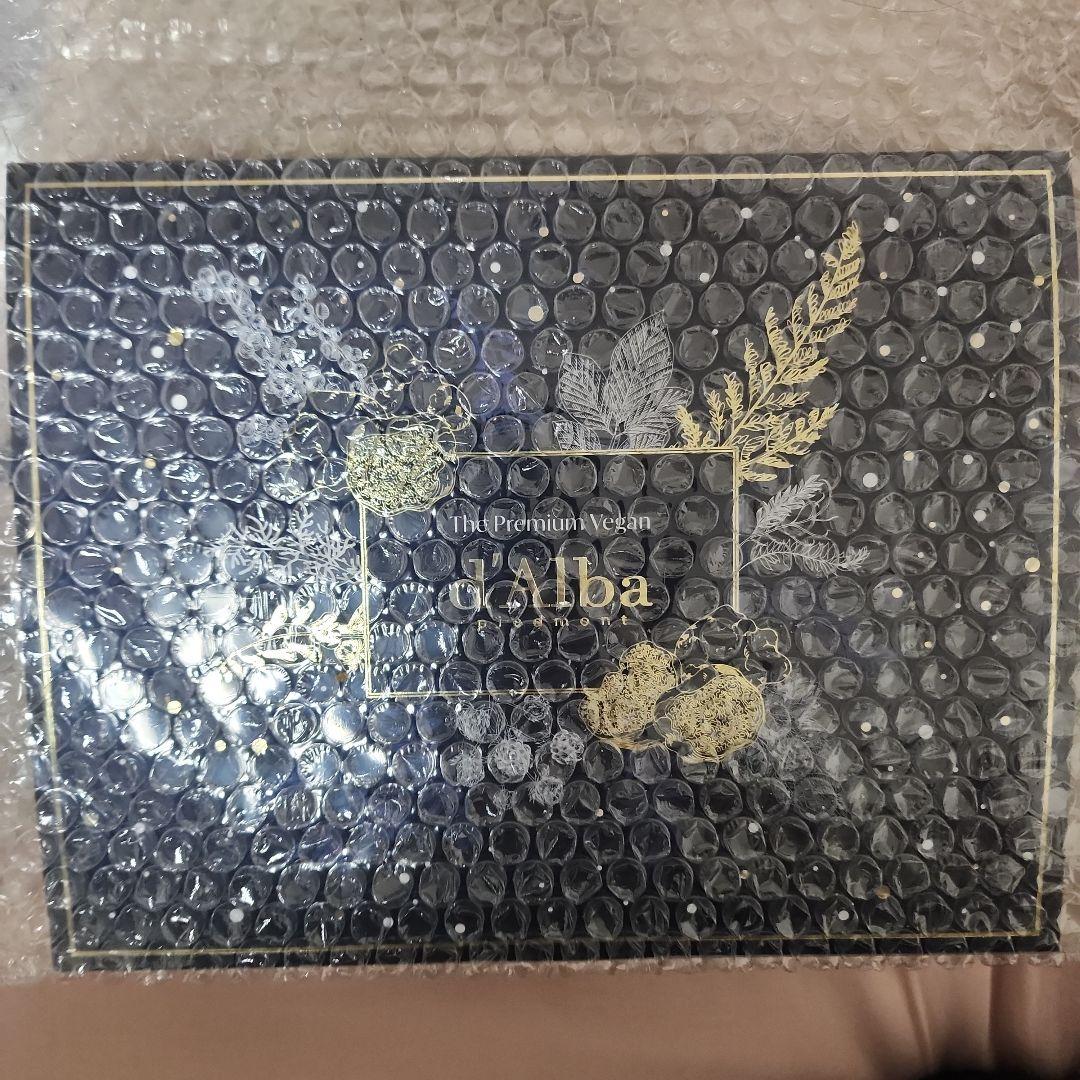 The Premium Vegan
d'Alba
piedmont